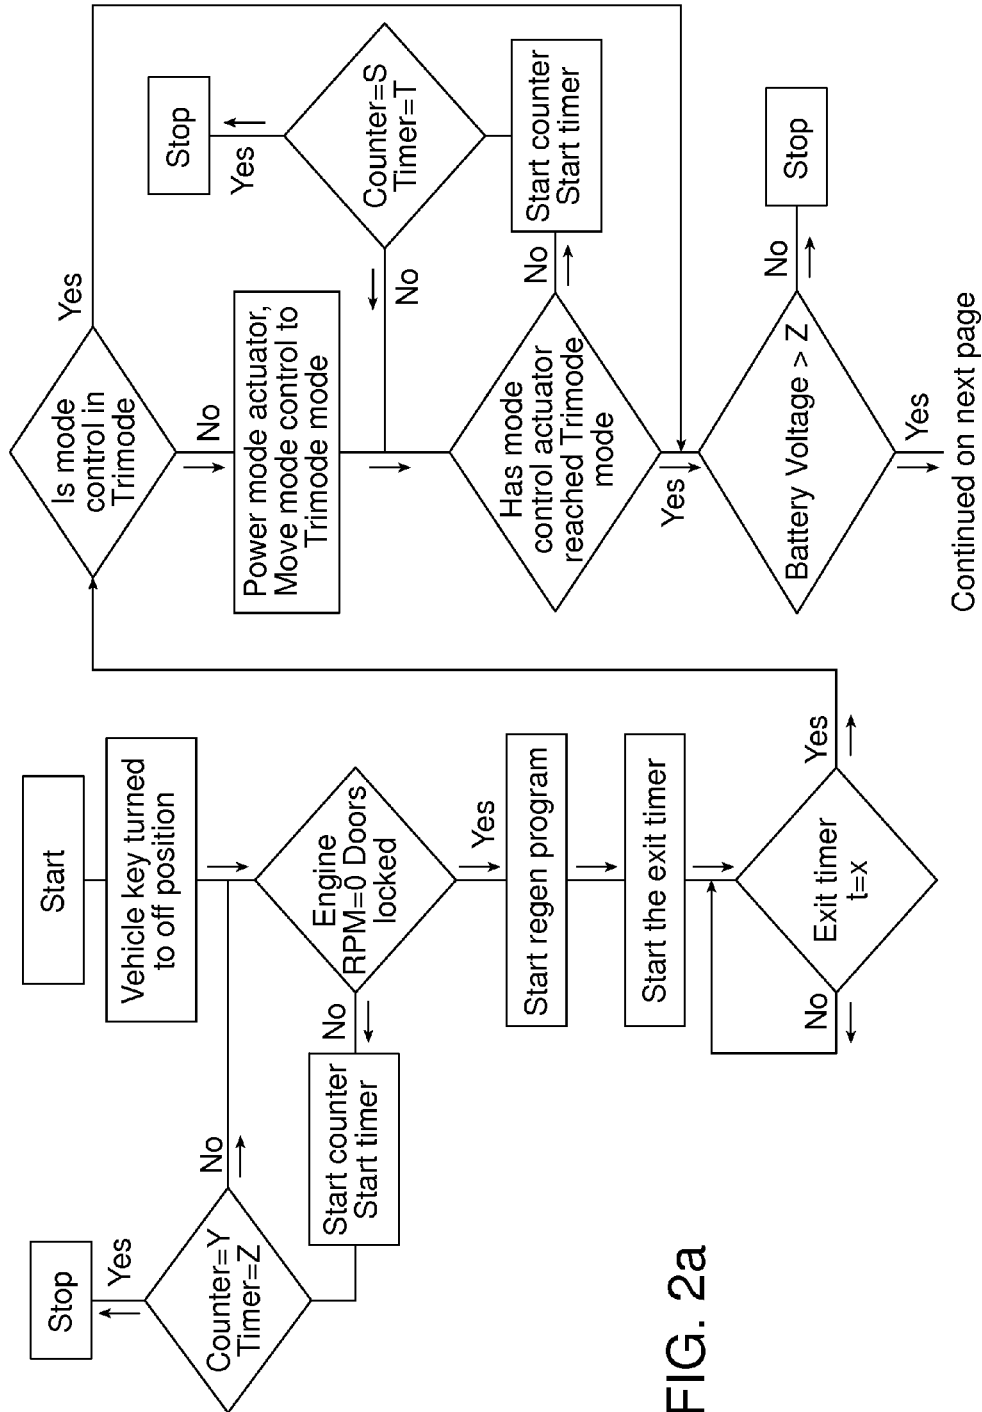 Start
Vehicle key turned
to off position
Engine
RPM=0 Doors
locked
No
Start counter
Start timer
Counter=Y
Timer=Z
No
Yes
Stop
Yes
Start regen program
Start the exit timer
Exit timer
t=x
No
Yes
Is mode
control in
Trimode
Yes
No
Power mode actuator,
Move mode control to
Trimode mode
Has mode
control actuator
reached Trimode
mode
No
Start counter
Start timer
Counter=S
Timer=T
No
Yes
Stop
Yes
Battery Voltage > Z
No
Stop
Yes
Continued on next page
FIG. 2a